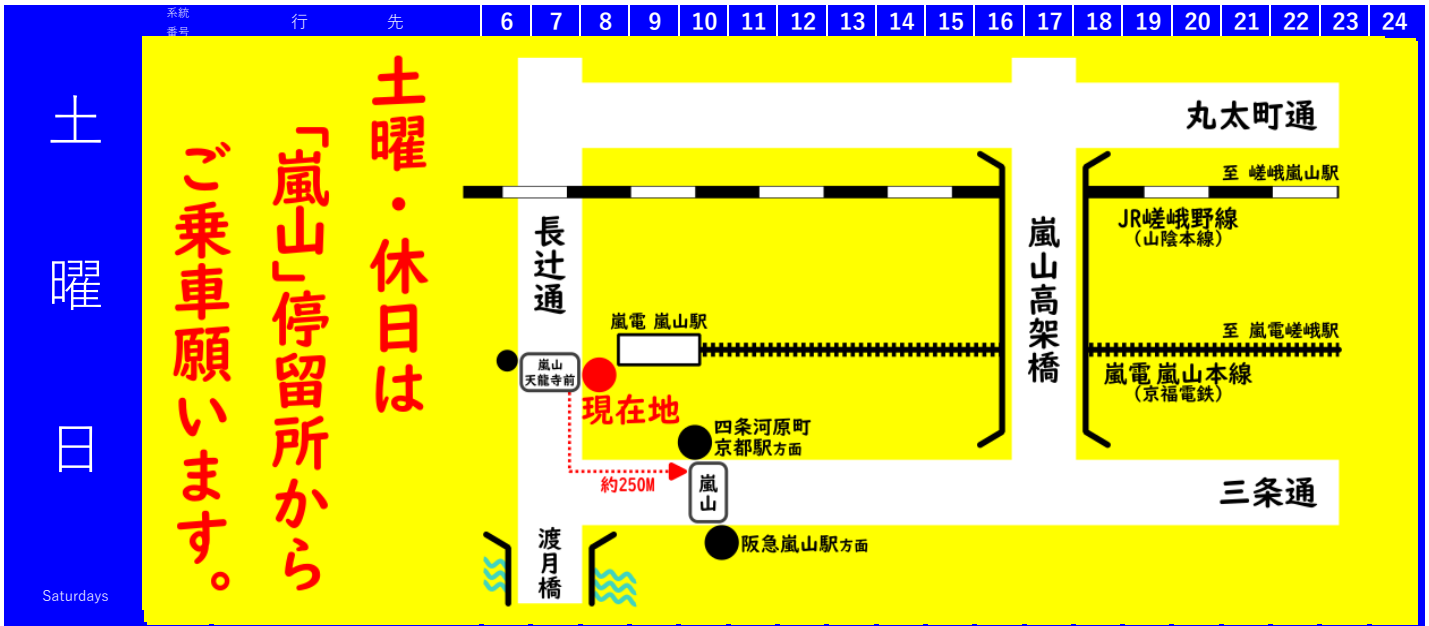 系統
番号
行先
6 7 8 9 10 11 12 13 14 15 16 17 18 19 20 21 22 23 24
土曜日
Saturdays
土曜・休日は
「嵐山」停留所から
ご乗車願います。
丸太町通
至 嵯峨嵐山駅
JR嵯峨野線
(山陰本線)
長辻通
嵐山高架橋
嵐電 嵐山駅
至 嵐電嵯峨駅
嵐電 嵐山本線
(京福電鉄)
嵐山
天龍寺前
現在地
四条河原町
京都駅方面
約250M
嵐山
三条通
阪急嵐山駅方面
渡月橋